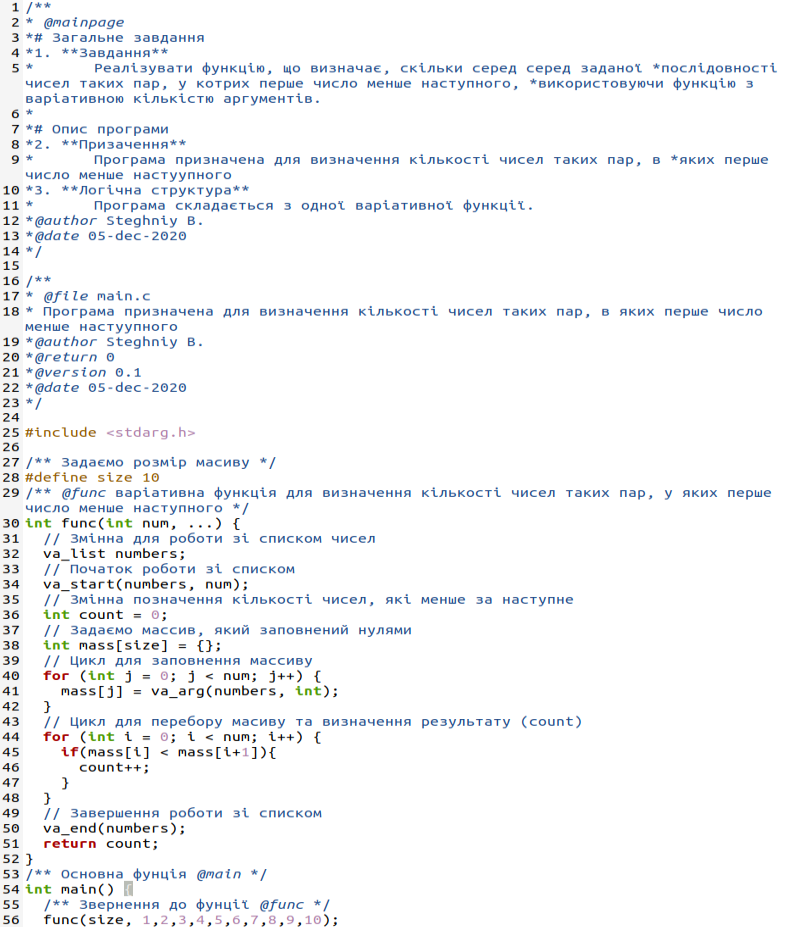 1 /**
2 * @mainpage
3 *# Загальне завдання
4 *1. **Завдання**
5 *       Реалізувати функцію, що визначає, скільки серед серед заданої *послідовності
чисел таких пар, у котрих перше число менше наступного, *використовуючи функцію з
варіативною кількістю аргументів.
6 *
7 *# Опис програми
8 *2. **Призачення**
9 *       Програма призначена для визначення кількості чисел таких пар, в *яких перше
число менше настуупного
10 *3. **Логічна структура**
11 *       Програма складається з одної варіативної функції.
12 *@author Steghniy B.
13 *@date 05-dec-2020
14 */
15
16 /**
17 * @file main.c
18 * Програма призначена для визначення кількості чисел таких пар, в яких перше число
менше настуупного
19 *@author Steghniy B.
20 *@return 0
21 *@version 0.1
22 *@date 05-dec-2020
23 */
24
25 #include <stdarg.h>
26
27 /** Задаємо розмір масиву */
28 #define size 10
29 /** @func варіативна функція для визначення кількості чисел таких пар, у яких перше
число менше наступного */
30 int func(int num, ...) {
31   // Змінна для роботи зі списком чисел
32   va_list numbers;
33   // Початок роботи зі списком
34   va_start(numbers, num);
35   // Змінна позначення кількості чисел, які менше за наступне
36   int count = 0;
37   // Задаємо массив, який заповнений нулями
38   int mass[size] = {};
39   // Цикл для заповнення массиву
40   for (int j = 0; j < num; j++) {
41     mass[j] = va_arg(numbers, int);
42   }
43   // Цикл для перебору масиву та визначення результату (count)
44   for (int i = 0; i < num; i++) {
45     if(mass[i] < mass[i+1]){
46       count++;
47     }
48   }
49   // Завершення роботи зі списком
50   va_end(numbers);
51   return count;
52 }
53 /** Основна фунція @main */
54 int main() {
55   /** Звернення до фунції @func */
56   func(size, 1,2,3,4,5,6,7,8,9,10);